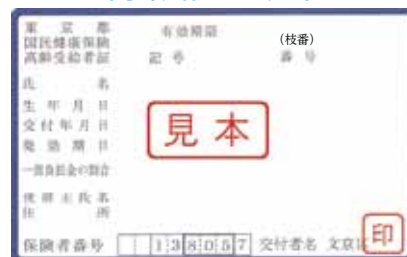 東京都 有効期限
国民健康保険 (枝番)
高齢受給者証 記号 番号
氏名
生年月日
交付年月日
発効期日
一部負担金の割合
世帯主氏名
住所
見本
保険者番号 138057 交付者名 文京区
印